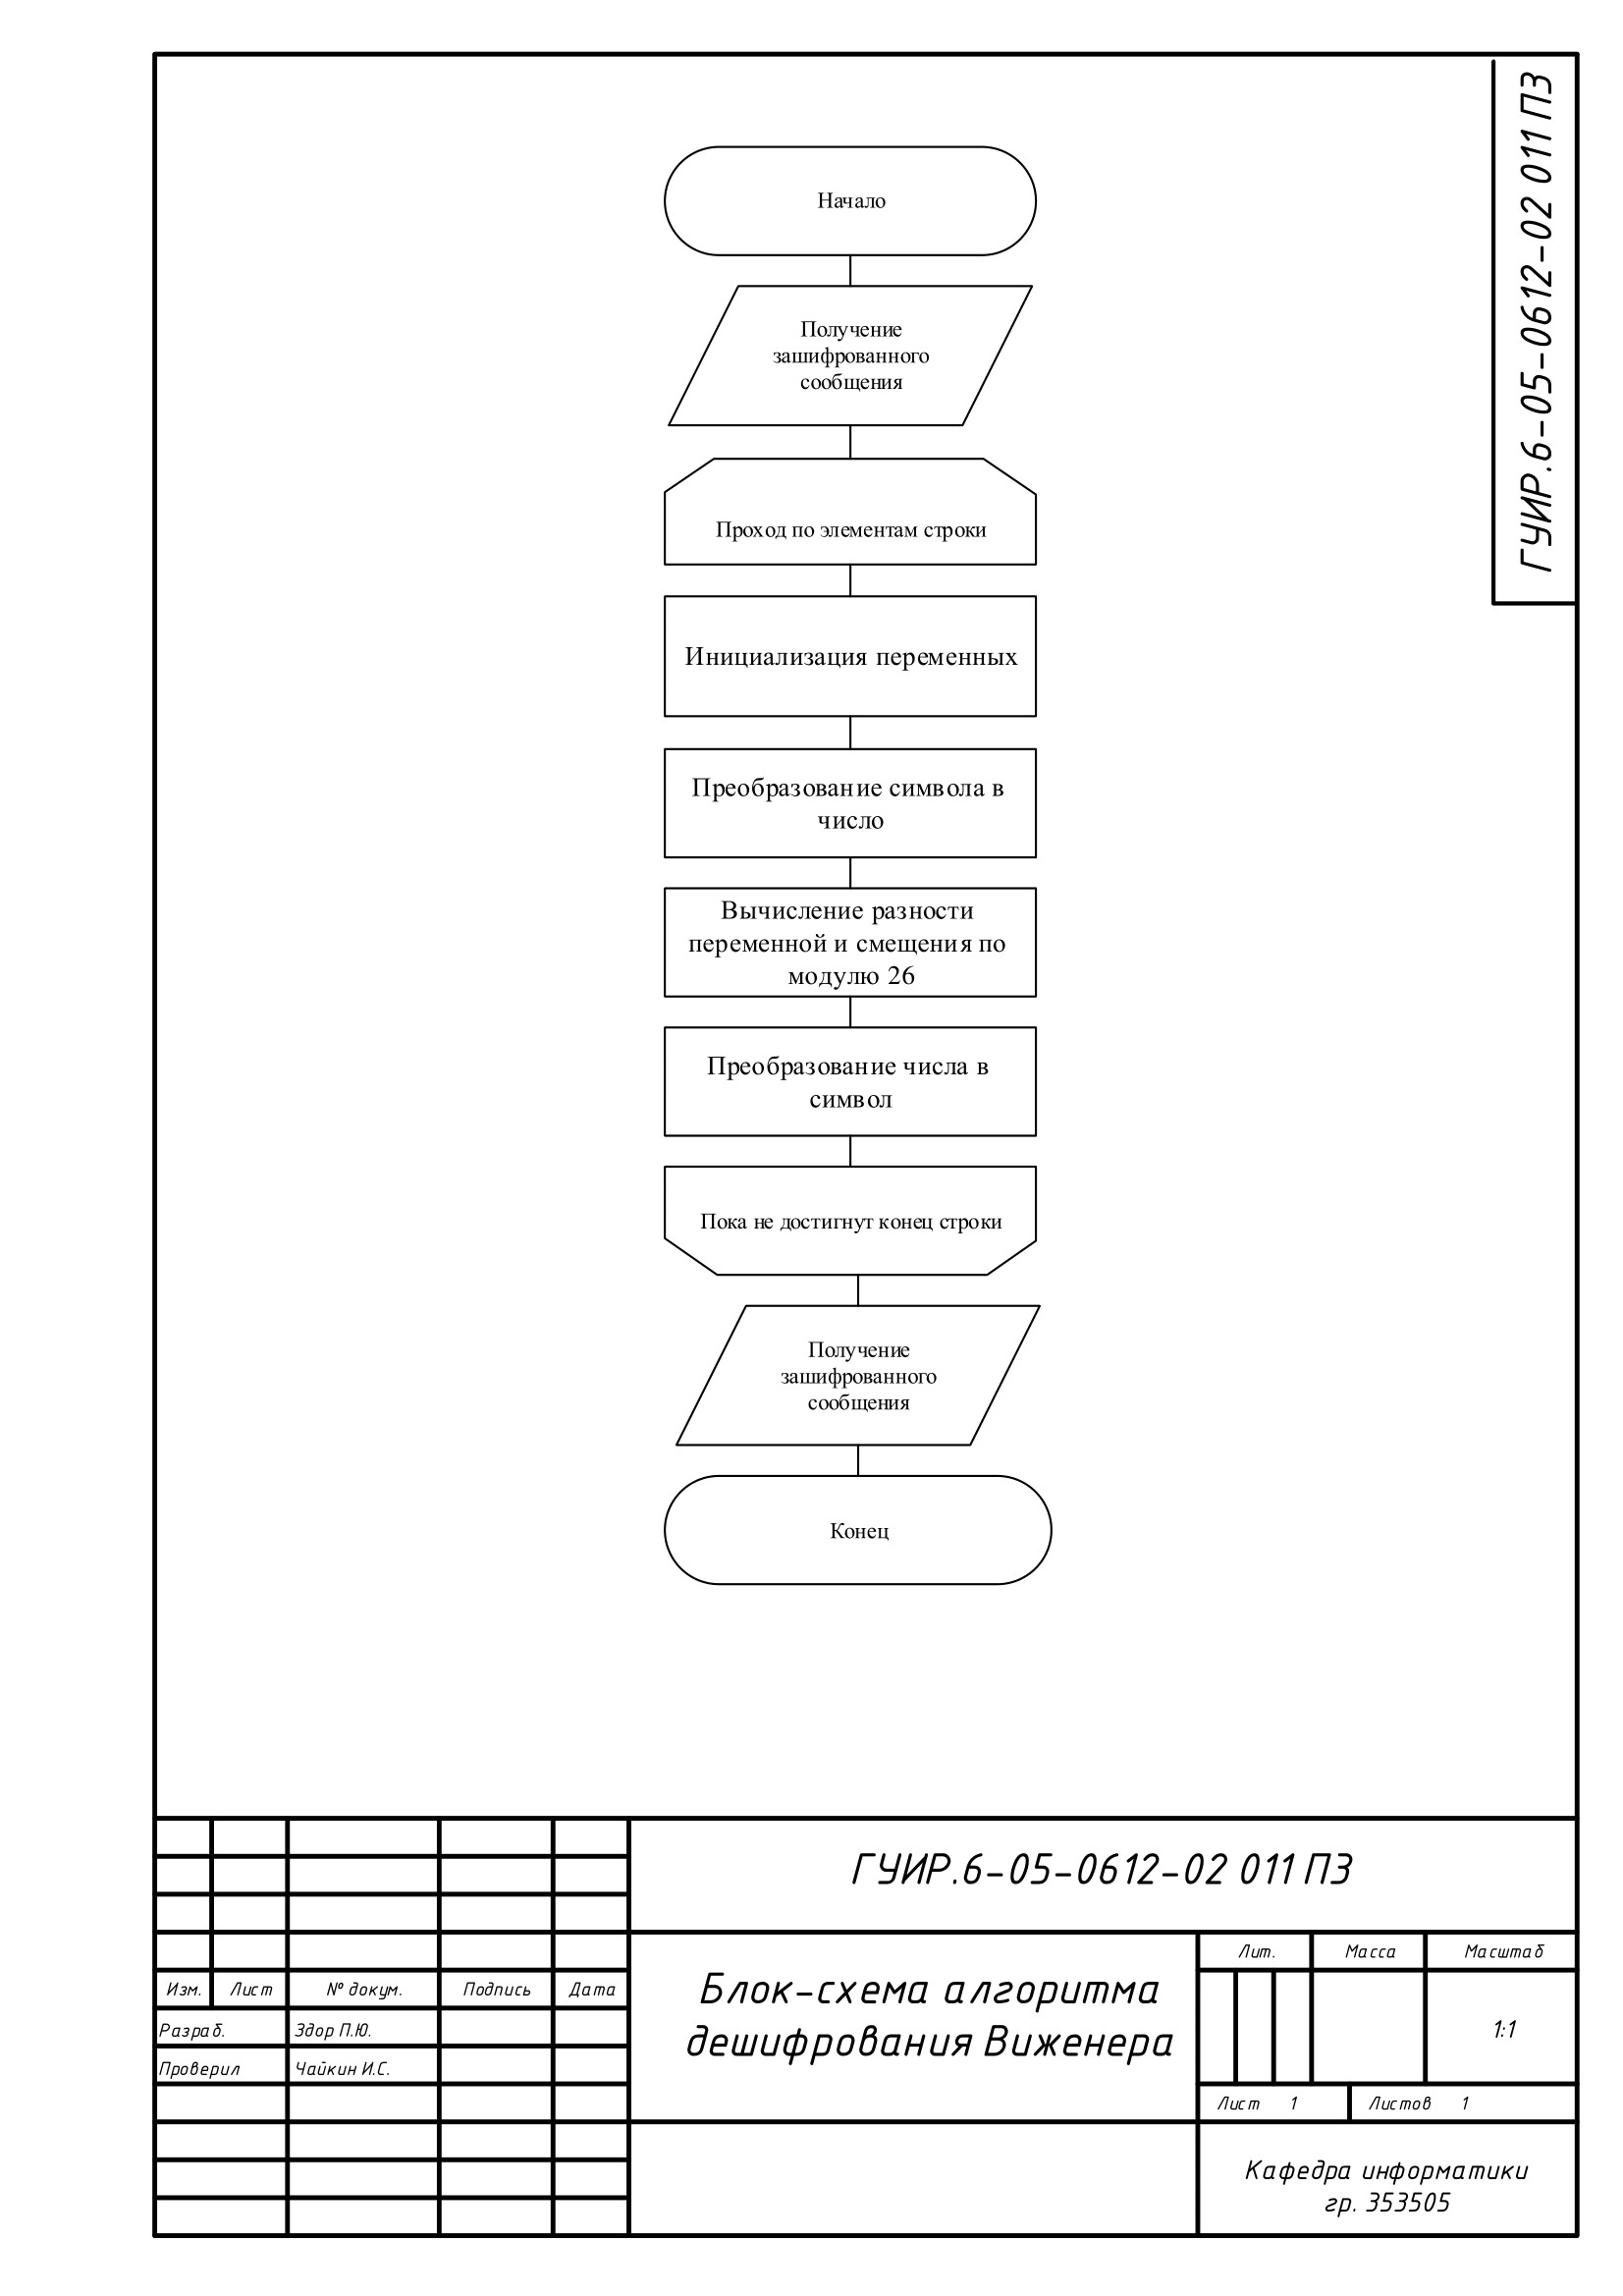 ГУИР.6-05-0612-02 011 ПЗ
Начало
Получение
зашифрованного
сообщения
Проход по элементам строки
Инициализация переменных
Преобразование символа в
число
Вычисление разности
переменной и смещения по
модулю 26
Преобразование числа в
символ
Пока не достигнут конец строки
Получение
зашифрованного
сообщения
Конец
ГУИР.6-05-0612-02 011 ПЗ
Лит. Масса Масштаб
Изм. Лист № докум. Подпись Дата
Блок-схема алгоритма
дешифрования Виженера
Разраб. Здор П.Ю.
1:1
Проверил Чайкин И.С.
Лист 1 Листов 1
Кафедра информатики
гр. 353505